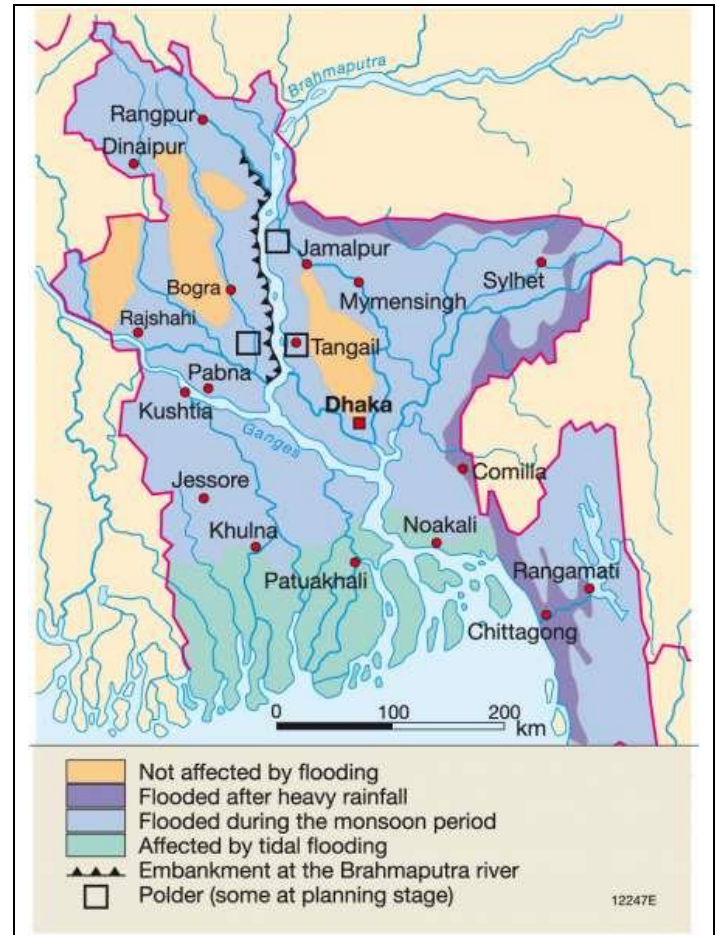 Brahmaputra
Rangpur
Dinaipur
Jamalpur
Sylhet
Bogra
Mymensingh
Rajshahi
Tangail
Pabna
Dhaka
Kushtia
Ganges
Comilla
Jessore
Khulna
Noakali
Patuakhali
Rangamati
Chittagong
0 100 200
km
Not affected by flooding
Flooded after heavy rainfall
Flooded during the monsoon period
Affected by tidal flooding
Embankment at the Brahmaputra river
Polder (some at planning stage)
12247E